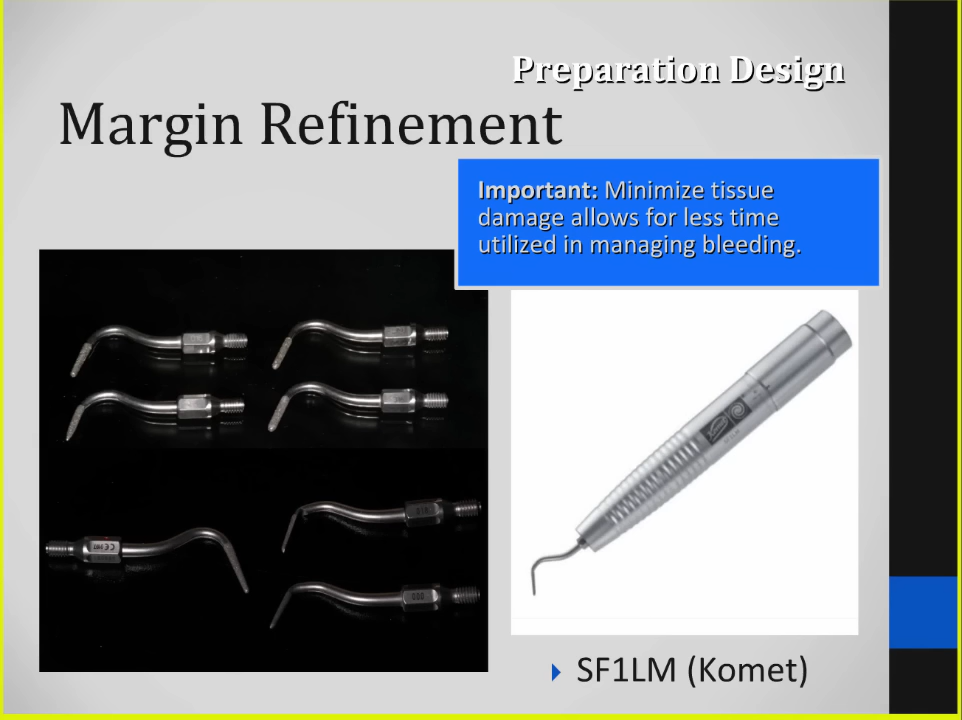 Preparation Design
Margin Refinement
Important: Minimize tissue
damage allows for less time
utilized in managing bleeding.
SF1LM (Komet)